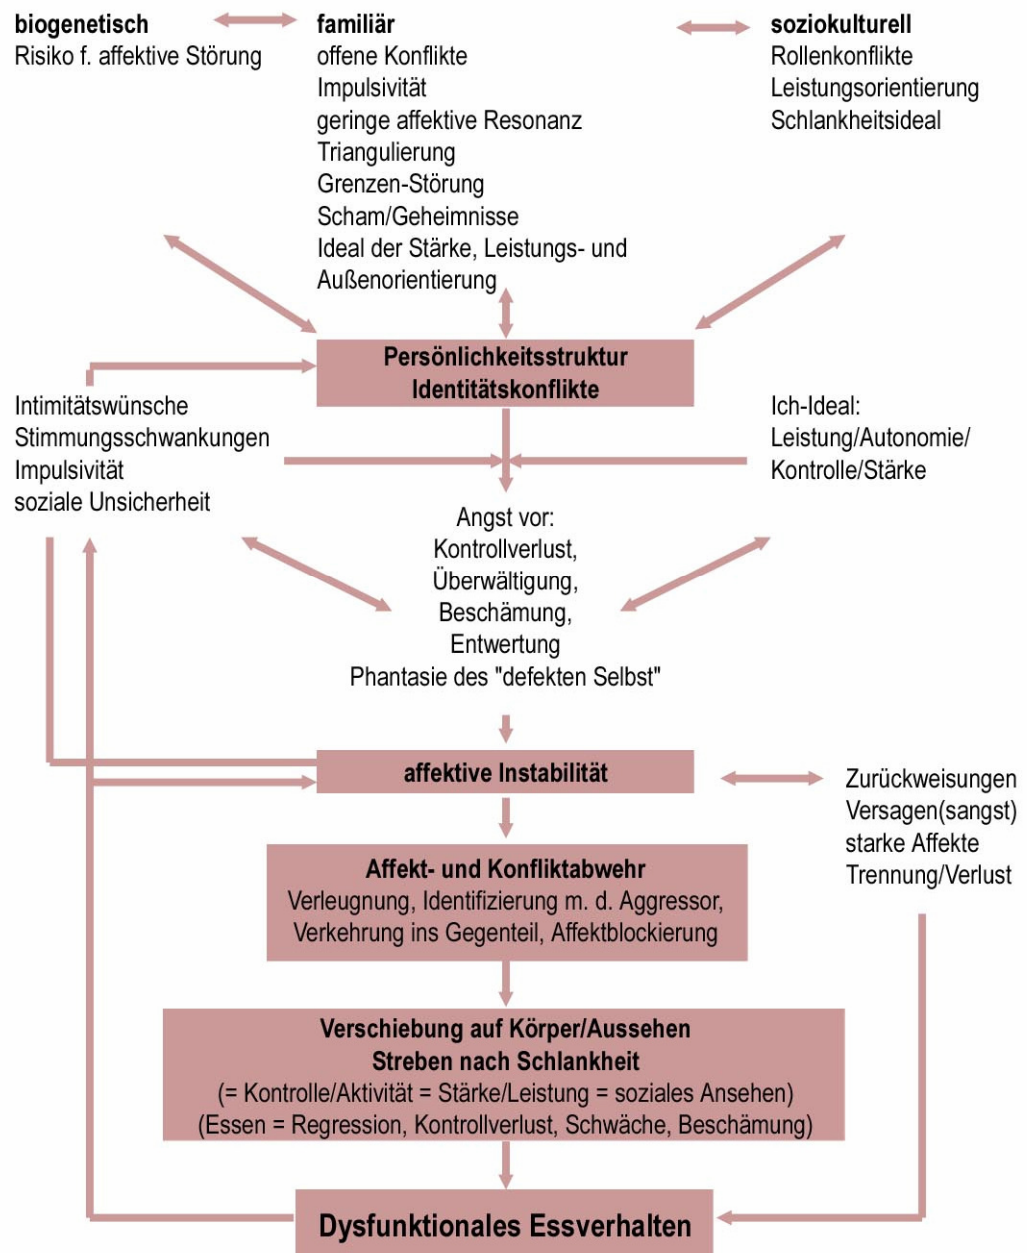 biogenetisch
Risiko f. affektive Störung
familiär
offene Konflikte
Impulsivität
geringe affektive Resonanz
Triangulierung
Grenzen-Störung
Scham/Geheimnisse
Ideal der Stärke, Leistungs- und
Außenorientierung
soziokulturell
Rollenkonflikte
Leistungsorientierung
Schlankheitsideal
Persönlichkeitsstruktur
Identitätskonflikte
Intimitätswünsche
Stimmungsschwankungen
Impulsivität
soziale Unsicherheit
Ich-Ideal:
Leistung/Autonomie/
Kontrolle/Stärke
Angst vor:
Kontrollverlust,
Überwältigung,
Beschämung,
Entwertung
Phantasie des "defekten Selbst"
affektive Instabilität
Zurückweisungen
Versagen(sangst)
starke Affekte
Trennung/Verlust
Affekt- und Konfliktabwehr
Verleugnung, Identifizierung m. d. Aggressor,
Verkehrung ins Gegenteil, Affektblockierung
Verschiebung auf Körper/Aussehen
Streben nach Schlankheit
(= Kontrolle/Aktivität = Stärke/Leistung = soziales Ansehen)
(Essen = Regression, Kontrollverlust, Schwäche, Beschämung)
Dysfunktionales Essverhalten